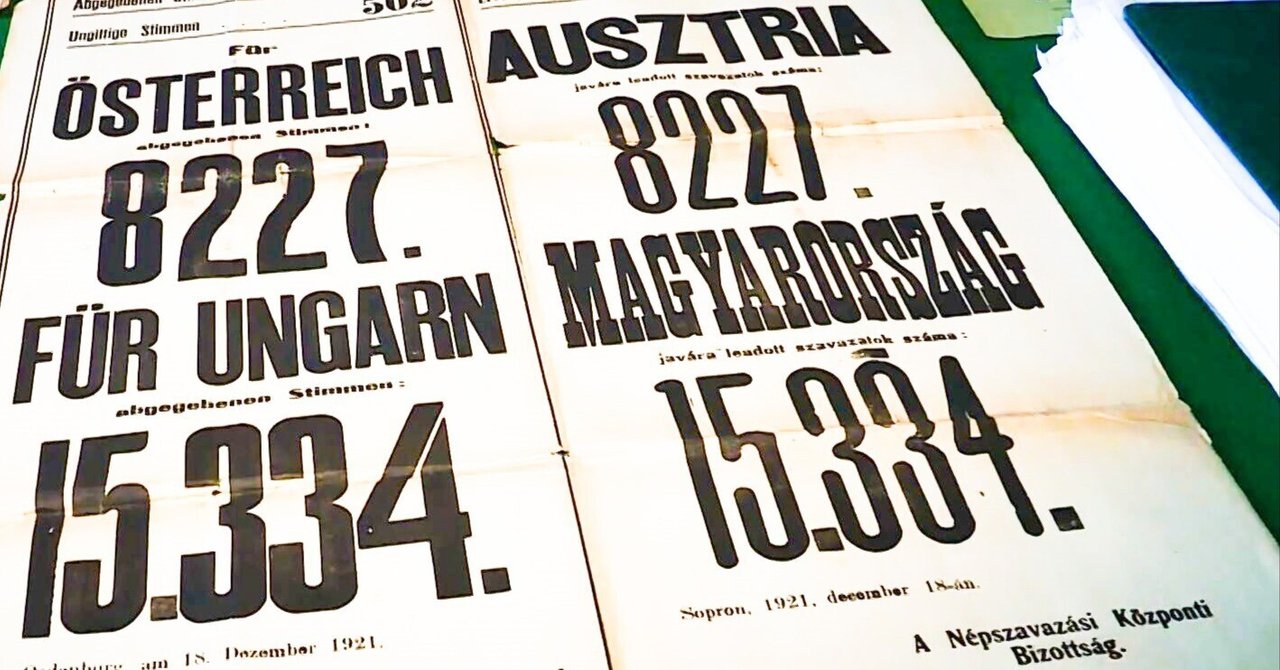 Abgegebenen
Ungiltige Stimmen 502
Für
ÖSTERREICH
abgegebenen Stimmen:
8227.
FÜR UNGARN
abgegebenen Stimmen:
15.334.
am 18. Dezember 1921.
AUSZTRIA
javára leadott szavazatok száma:
8227.
MAGYARORSZÁG
javára leadott szavazatok száma:
15.334.
Sopron, 1921, december 18-án.
A Népszavazási Központi
Bizottság.